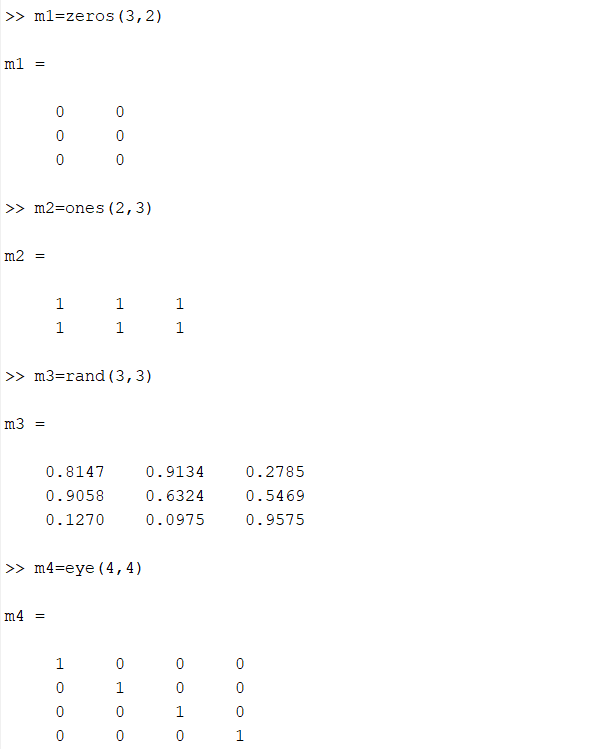 >> m1=zeros(3,2)
m1 =
0 0
0 0
0 0
>> m2=ones(2,3)
m2 =
1 1 1
1 1 1
>> m3=rand(3,3)
m3 =
0.8147 0.9134 0.2785
0.9058 0.6324 0.5469
0.1270 0.0975 0.9575
>> m4=eye(4,4)
m4 =
1 0 0 0
0 1 0 0
0 0 1 0
0 0 0 1